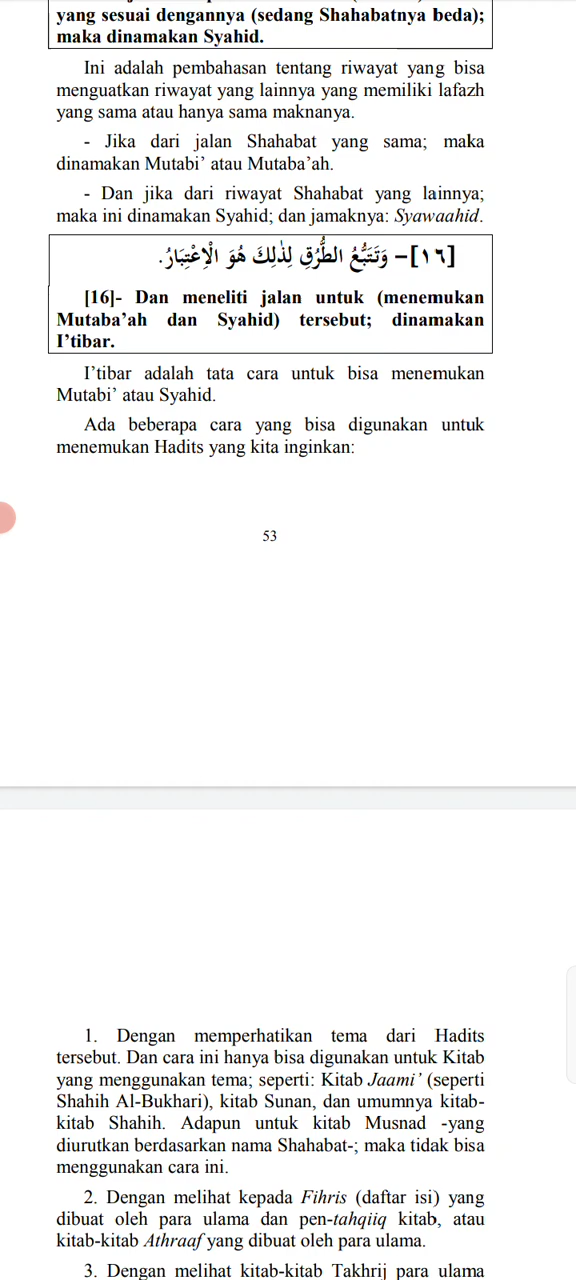 yang sesuai dengannya (sedang Shahabatnya beda);
maka dinamakan Syahid.
Ini adalah pembahasan tentang riwayat yang bisa
menguatkan riwayat yang lainnya yang memiliki lafazh
yang sama atau hanya sama maknanya.
- Jika dari jalan Shahabat yang sama; maka
dinamakan Mutabi’ atau Mutaba’ah.
- Dan jika dari riwayat Shahabat yang lainnya;
maka ini dinamakan Syahid; dan jamaknya: Syawaahid.
[١٦]– وَتَتَبُّعُ الطُّرُقِ لِذٰلِكَ هُوَ الْاِعْتِبَارُ.
[16]- Dan meneliti jalan untuk (menemukan
Mutaba’ah dan Syahid) tersebut; dinamakan
I’tibar.
I’tibar adalah tata cara untuk bisa menemukan
Mutabi’ atau Syahid.
Ada beberapa cara yang bisa digunakan untuk
menemukan Hadits yang kita inginkan:
53
1. Dengan memperhatikan tema dari Hadits
tersebut. Dan cara ini hanya bisa digunakan untuk Kitab
yang menggunakan tema; seperti: Kitab Jaami’ (seperti
Shahih Al-Bukhari), kitab Sunan, dan umumnya kitab-
kitab Shahih. Adapun untuk kitab Musnad -yang
diurutkan berdasarkan nama Shahabat-; maka tidak bisa
menggunakan cara ini.
2. Dengan melihat kepada Fihris (daftar isi) yang
dibuat oleh para ulama dan pen-tahqiiq kitab, atau
kitab-kitab Athraaf yang dibuat oleh para ulama.
3. Dengan melihat kitab-kitab Takhrij para ulama